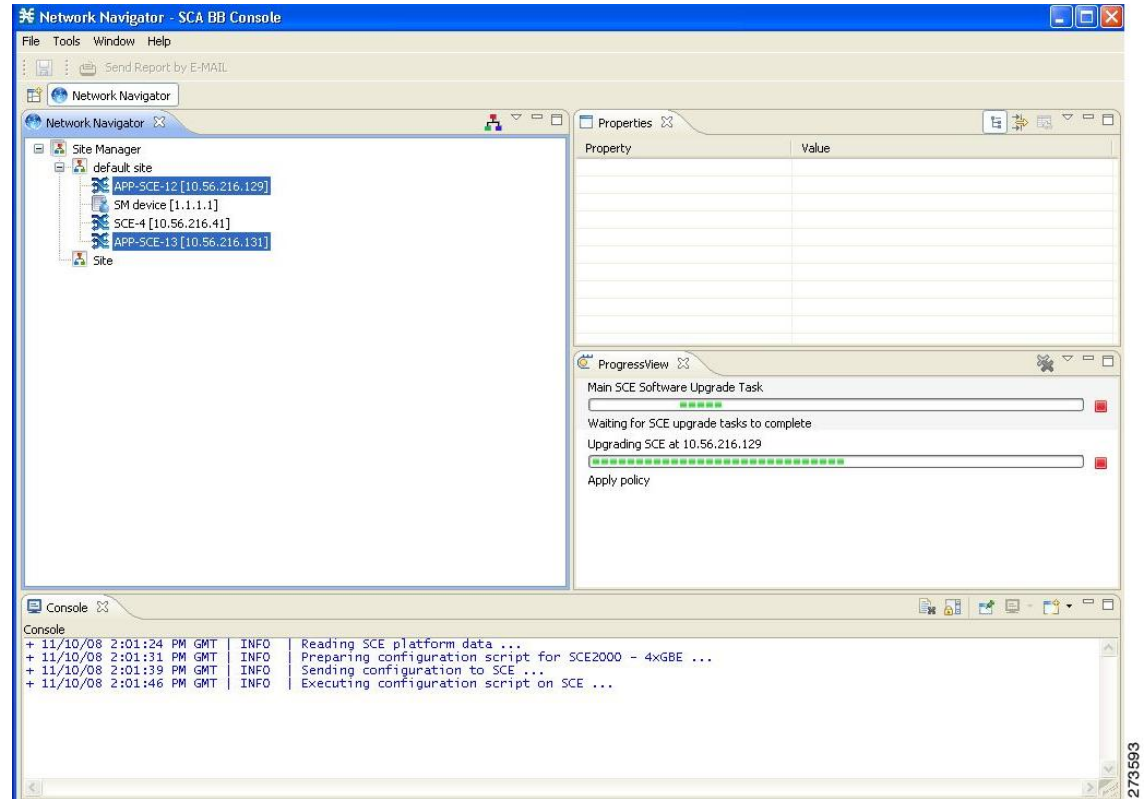 Network Navigator - SCA BB Console
File Tools Window Help
Send Report by E-MAIL
Network Navigator
Network Navigator
Site Manager
default site
APP-SCE-12 [10.56.216.129]
SM device [1.1.1.1]
SCE-4 [10.56.216.41]
APP-SCE-13 [10.56.216.131]
Site
Properties
Property Value
ProgressView
Main SCE Software Upgrade Task
Waiting for SCE upgrade tasks to complete
Upgrading SCE at 10.56.216.129
Apply policy
Console
Console
+ 11/10/08 2:01:24 PM GMT | INFO | Reading SCE platform data ...
+ 11/10/08 2:01:31 PM GMT | INFO | Preparing configuration script for SCE2000 - 4xGBE ...
+ 11/10/08 2:01:39 PM GMT | INFO | Sending configuration to SCE ...
+ 11/10/08 2:01:46 PM GMT | INFO | Executing configuration script on SCE ...
273593